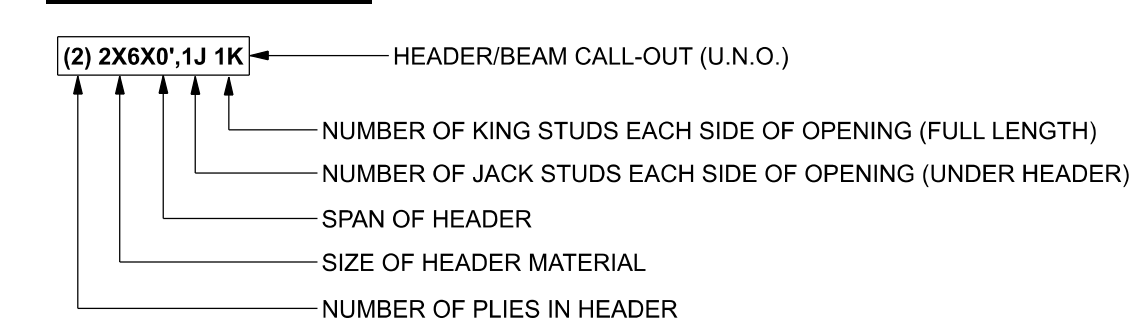 (2) 2X6X0',1J 1K
HEADER/BEAM CALL-OUT (U.N.O.)
NUMBER OF KING STUDS EACH SIDE OF OPENING (FULL LENGTH)
NUMBER OF JACK STUDS EACH SIDE OF OPENING (UNDER HEADER)
SPAN OF HEADER
SIZE OF HEADER MATERIAL
NUMBER OF PLIES IN HEADER